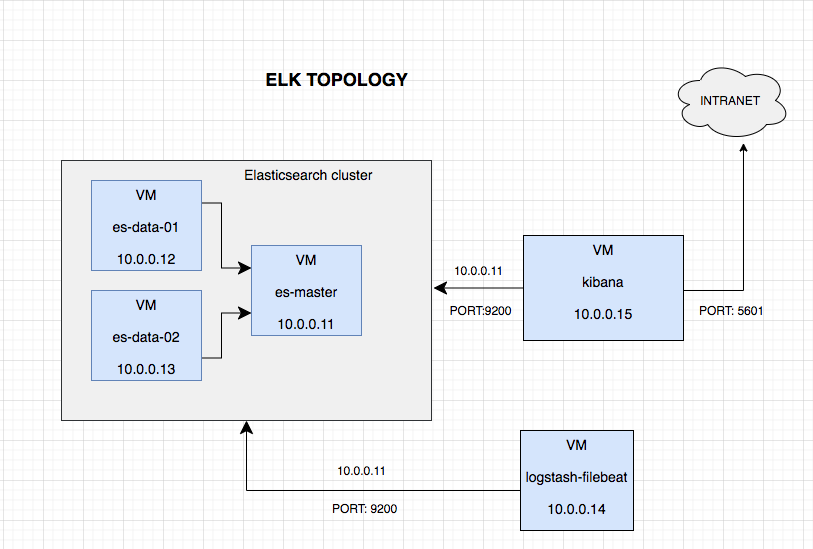 ELK TOPOLOGY
INTRANET
Elasticsearch cluster
VM
es-data-01
10.0.0.12
VM
es-master
10.0.0.11
VM
es-data-02
10.0.0.13
10.0.0.11
PORT:9200
VM
kibana
10.0.0.15
PORT: 5601
10.0.0.11
PORT: 9200
VM
logstash-filebeat
10.0.0.14